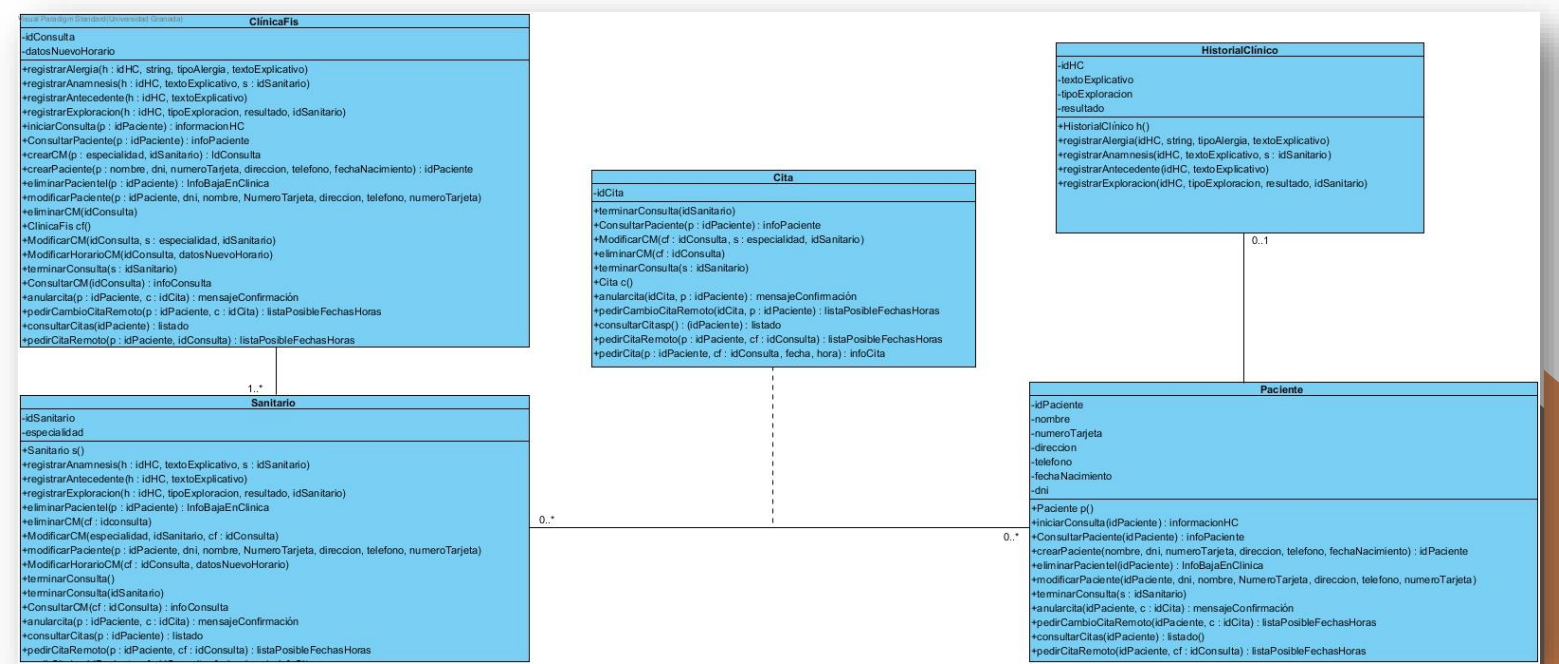 Visual Paradigm Standard(Universidad Granada)
ClínicaFis
-idConsulta
-datosNuevoHorario
+registrarAlergia(h : idHC, string, tipoAlergia, textoExplicativo)
+registrarAnamnesis(h : idHC, textoExplicativo, s : idSanitario)
+registrarAntecedente(h : idHC, textoExplicativo)
+registrarExploracion(h : idHC, tipoExploracion, resultado, idSanitario)
+iniciarConsulta(p : idPaciente) : informacionHC
+ConsultarPaciente(p : idPaciente) : infoPaciente
+crearCM(p : especialidad, idSanitario) : IdConsulta
+crearPaciente(p : nombre, dni, numeroTarjeta, direccion, telefono, fechaNacimiento) : idPaciente
+eliminarPacientel(p : idPaciente) : InfoBajaEnClinica
+modificarPaciente(p : idPaciente, dni, nombre, NumeroTarjeta, direccion, telefono, numeroTarjeta)
+eliminarCM(idConsulta)
+ClinicaFis cf()
+ModificarCM(idConsulta, s : especialidad, idSanitario)
+ModificarHorarioCM(idConsulta, datosNuevoHorario)
+terminarConsulta(s : idSanitario)
+ConsultarCM(idConsulta) : infoConsulta
+anularcita(p : idPaciente, c : idCita) : mensajeConfirmación
+pedirCambioCitaRemoto(p : idPaciente, c : idCita) : listaPosibleFechasHoras
+consultarCitas(idPaciente) : listado
+pedirCitaRemoto(p : idPaciente, idConsulta) : listaPosibleFechasHoras
1..*
Sanitario
-idSanitario
-especialidad
+Sanitario s()
+registrarAnamnesis(h : idHC, textoExplicativo, s : idSanitario)
+registrarAntecedente(h : idHC, textoExplicativo)
+registrarExploracion(h : idHC, tipoExploracion, resultado, idSanitario)
+eliminarPacientel(p : idPaciente) : InfoBajaEnClinica
+eliminarCM(cf : idconsulta)
+ModificarCM(especialidad, idSanitario, cf : idConsulta)
+modificarPaciente(p : idPaciente, dni, nombre, NumeroTarjeta, direccion, telefono, numeroTarjeta)
+ModificarHorarioCM(cf : idConsulta, datosNuevoHorario)
+terminarConsulta()
+terminarConsulta(idSanitario)
+ConsultarCM(cf : idConsulta) : infoConsulta
+anularcita(p : idPaciente, c : idCita) : mensajeConfirmación
+consultarCitas(p : idPaciente) : listado
+pedirCitaRemoto(p : idPaciente, cf : idConsulta) : listaPosibleFechasHoras
Cita
-idCita
+terminarConsulta(idSanitario)
+ConsultarPaciente(p : idPaciente) : infoPaciente
+ModificarCM(cf : idConsulta, s : especialidad, idSanitario)
+eliminarCM(cf : idConsulta)
+terminarConsulta(s : idSanitario)
+Cita c()
+anularcita(idCita, p : idPaciente) : mensajeConfirmación
+pedirCambioCitaRemoto(idCita, p : idPaciente) : listaPosibleFechasHoras
+consultarCitasp() : (idPaciente) : listado
+pedirCitaRemoto(p : idPaciente, cf : idConsulta) : listaPosibleFechasHoras
+pedirCita(p : idPaciente, cf : idConsulta, fecha, hora) : infoCita
0..*
0..*
HistorialClínico
-idHC
-textoExplicativo
-tipoExploracion
-resultado
+HistorialClínico h()
+registrarAlergia(idHC, string, tipoAlergia, textoExplicativo)
+registrarAnamnesis(idHC, textoExplicativo, s : idSanitario)
+registrarAntecedente(idHC, textoExplicativo)
+registrarExploracion(idHC, tipoExploracion, resultado, idSanitario)
0..1
Paciente
-idPaciente
-nombre
-numeroTarjeta
-direccion
-telefono
-fechaNacimiento
-dni
+Paciente p()
+iniciarConsulta(idPaciente) : informacionHC
+ConsultarPaciente(idPaciente) : infoPaciente
+crearPaciente(nombre, dni, numeroTarjeta, direccion, telefono, fechaNacimiento) : idPaciente
+eliminarPacientel(idPaciente) : InfoBajaEnClinica
+modificarPaciente(idPaciente, dni, nombre, NumeroTarjeta, direccion, telefono, numeroTarjeta)
+terminarConsulta(s : idSanitario)
+anularcita(idPaciente, c : idCita) : mensajeConfirmación
+pedirCambioCitaRemoto(idPaciente, c : idCita) : listaPosibleFechasHoras
+consultarCitas(idPaciente) : listado()
+pedirCitaRemoto(idPaciente, cf : idConsulta) : listaPosibleFechasHoras